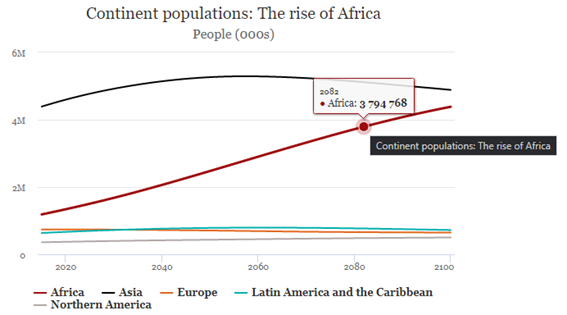 Continent populations: The rise of Africa
People (000s)
6M
2082
● Africa: 3 794 768
4M
Continent populations: The rise of Africa
2M
0
2020 2040 2060 2080 2100
Africa Asia Europe Latin America and the Caribbean
Northern America